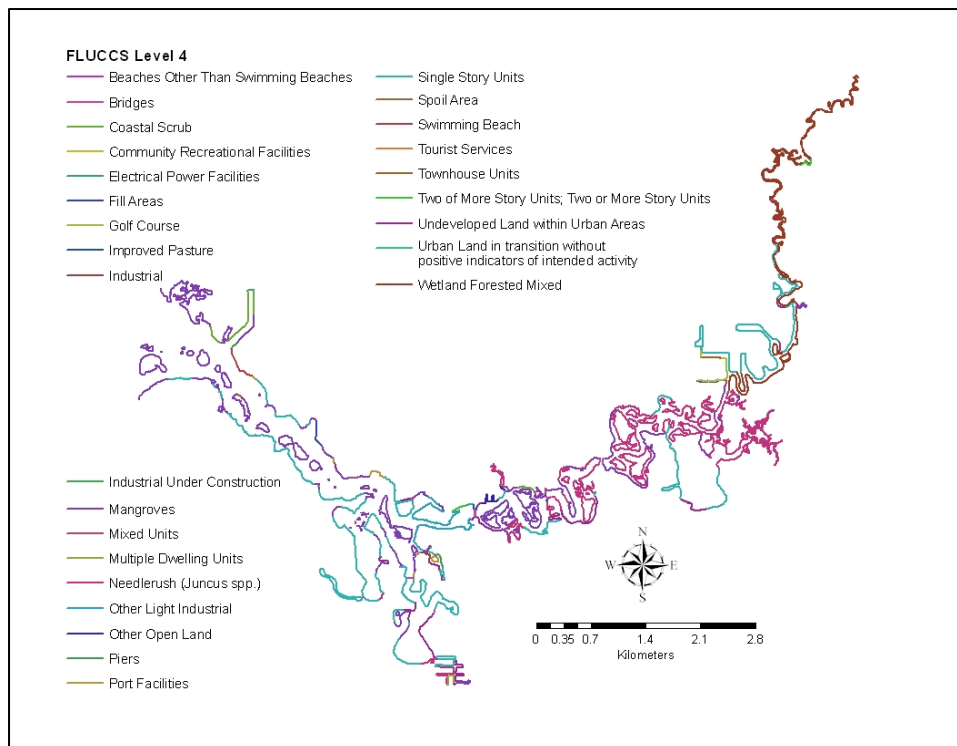 FLUCCS Level 4
Beaches Other Than Swimming Beaches
Bridges
Coastal Scrub
Community Recreational Facilities
Electrical Power Facilities
Fill Areas
Golf Course
Improved Pasture
Industrial
Single Story Units
Spoil Area
Swimming Beach
Tourist Services
Townhouse Units
Two of More Story Units; Two or More Story Units
Undeveloped Land within Urban Areas
Urban Land in transition without
positive indicators of intended activity
Wetland Forested Mixed
Industrial Under Construction
Mangroves
Mixed Units
Multiple Dwelling Units
Needlerush (Juncus spp.)
Other Light Industrial
Other Open Land
Piers
Port Facilities
N
W E
S
0 0.35 0.7 1.4 2.1 2.8
Kilometers